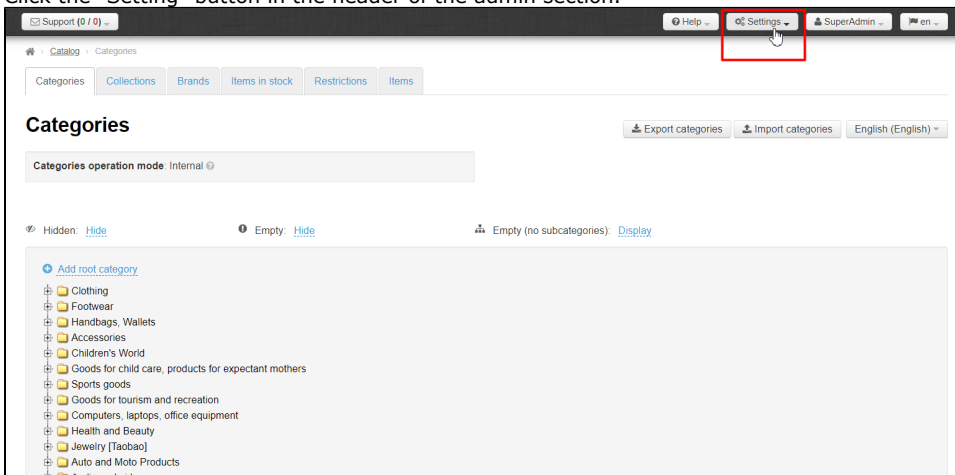 Click the "Setting" button in the header of the admin section.
Support (0 / 0)
Help
Settings
SuperAdmin
en
Catalog
Categories
Categories
Collections
Brands
Items in stock
Restrictions
Items
Categories
Export categories
Import categories
English (English)
Categories operation mode: Internal
Hidden: Hide
Empty: Hide
Empty (no subcategories): Display
Add root category
Clothing
Footwear
Handbags, Wallets
Accessories
Children's World
Goods for child care, products for expectant mothers
Sports goods
Goods for tourism and recreation
Computers, laptops, office equipment
Health and Beauty
Jewelry [Taobao]
Auto and Moto Products